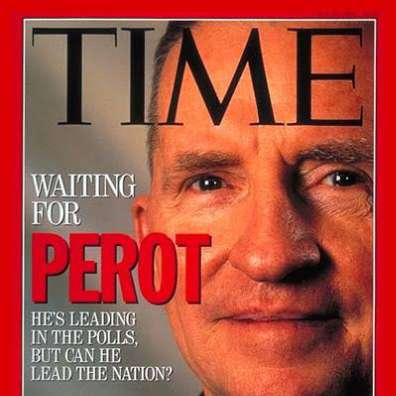 TIME
WAITING
FOR
PEROT
HE'S LEADING
IN THE POLLS,
BUT CAN HE
LEAD THE NATION?